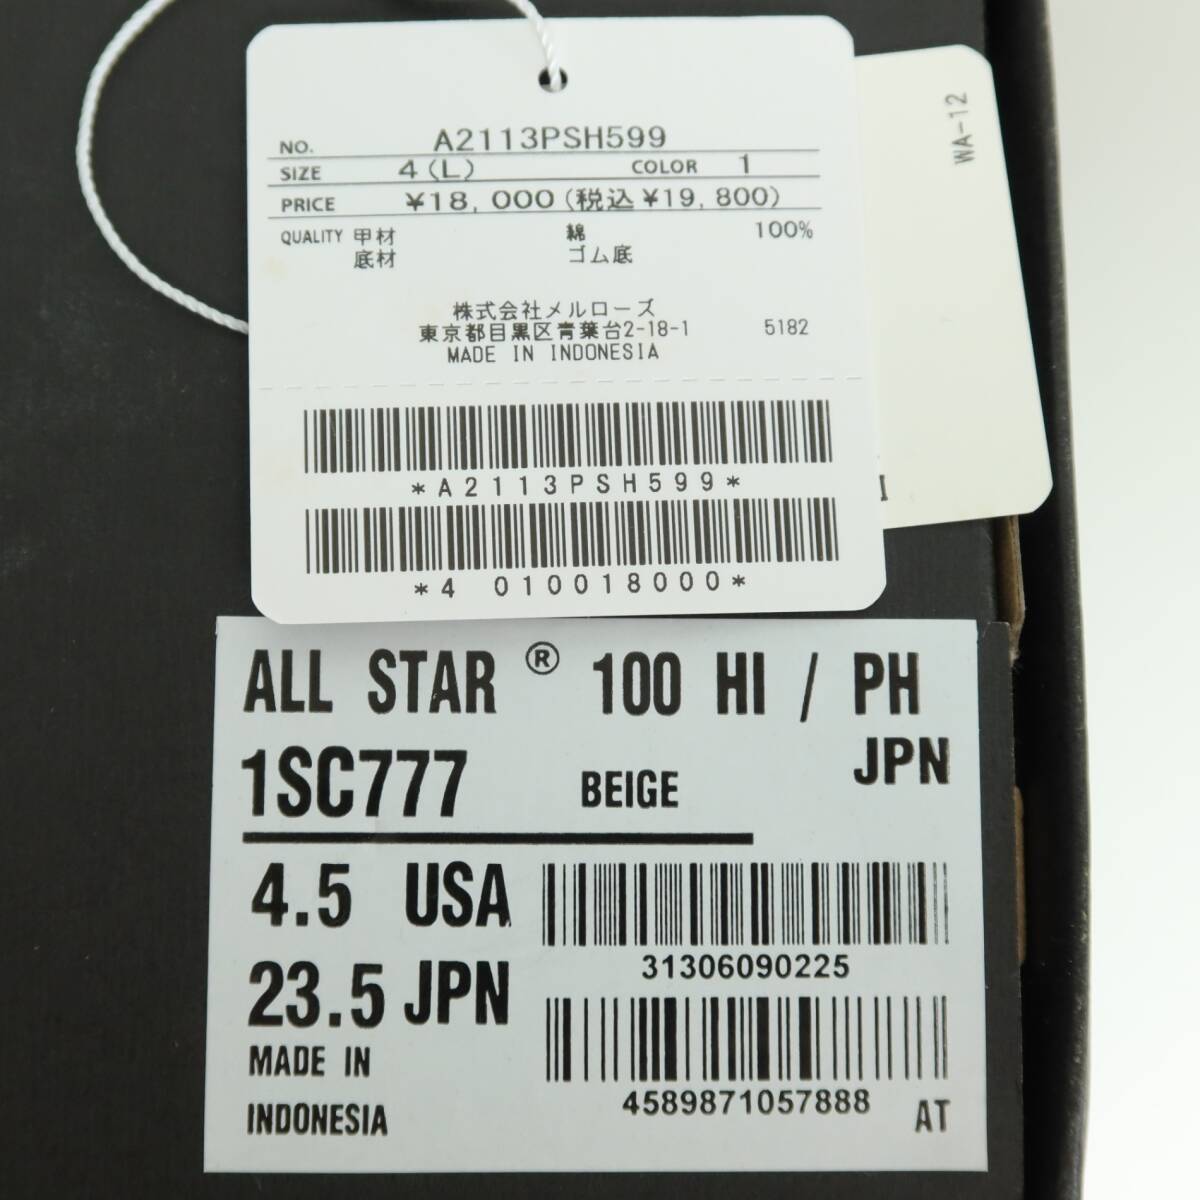 NO. A2113PSH599
SIZE 4(L) COLOR 1
PRICE ¥18,000(税込¥19,800)
QUALITY 甲材 綿 100%
底材 ゴム底
株式会社メルローズ
東京都目黒区青葉台2-18-1 5182
MADE IN INDONESIA
*A2113PSH599*
*4 010018000*
WA-12
ALL STAR ® 100 HI / PH
1SC777 BEIGE JPN
4.5 USA
31306090225
23.5 JPN
MADE IN
INDONESIA
4589871057888
AT